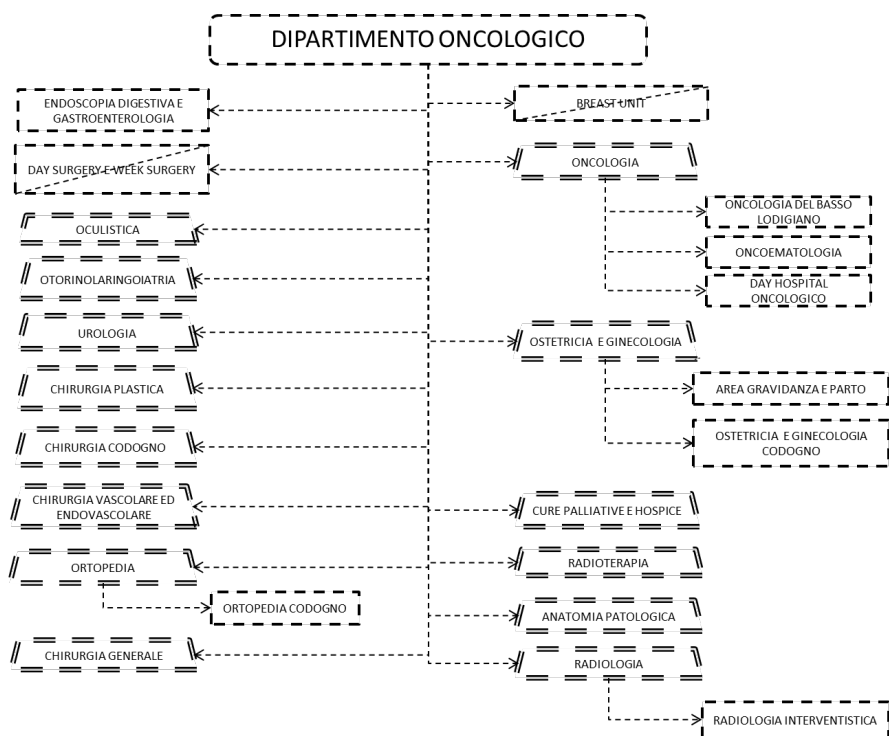 DIPARTIMENTO ONCOLOGICO
ENDOSCOPIA DIGESTIVA E
GASTROENTEROLOGIA
DAY SURGERY E WEEK SURGERY
OCULISTICA
OTORINOLARINGOIATRIA
UROLOGIA
CHIRURGIA PLASTICA
CHIRURGIA CODOGNO
CHIRURGIA VASCOLARE ED
ENDOVASCOLARE
ORTOPEDIA
ORTOPEDIA CODOGNO
CHIRURGIA GENERALE
BREAST UNIT
ONCOLOGIA
ONCOLOGIA DEL BASSO
LODIGIANO
ONCOEMATOLOGIA
DAY HOSPITAL
ONCOLOGICO
OSTETRICIA E GINECOLOGIA
AREA GRAVIDANZA E PARTO
OSTETRICIA E GINECOLOGIA
CODOGNO
CURE PALLIATIVE E HOSPICE
RADIOTERAPIA
ANATOMIA PATOLOGICA
RADIOLOGIA
RADIOLOGIA INTERVENTISTICA